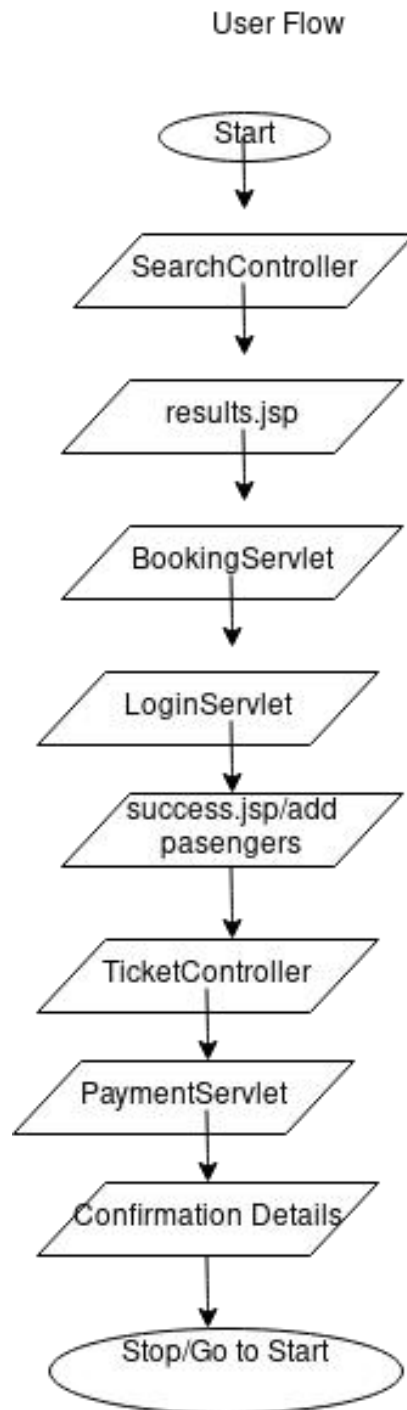 User Flow
Start
SearchController
results.jsp
BookingServlet
LoginServlet
success.jsp/add
pasengers
TicketController
PaymentServlet
Confirmation Details
Stop/Go to Start